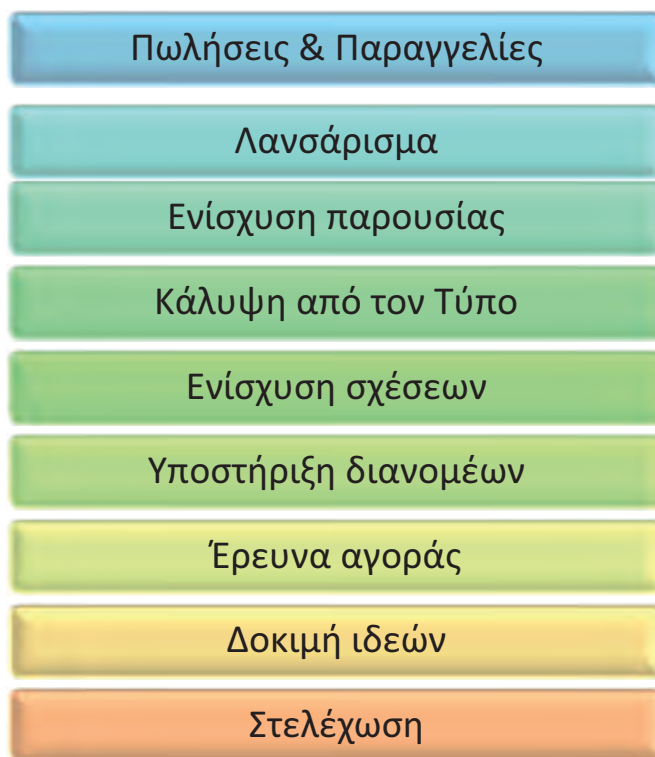 Πωλήσεις & Παραγγελίες
Λανσάρισμα
Ενίσχυση παρουσίας
Κάλυψη από τον Τύπο
Ενίσχυση σχέσεων
Υποστήριξη διανομέων
Έρευνα αγοράς
Δοκιμή ιδεών
Στελέχωση